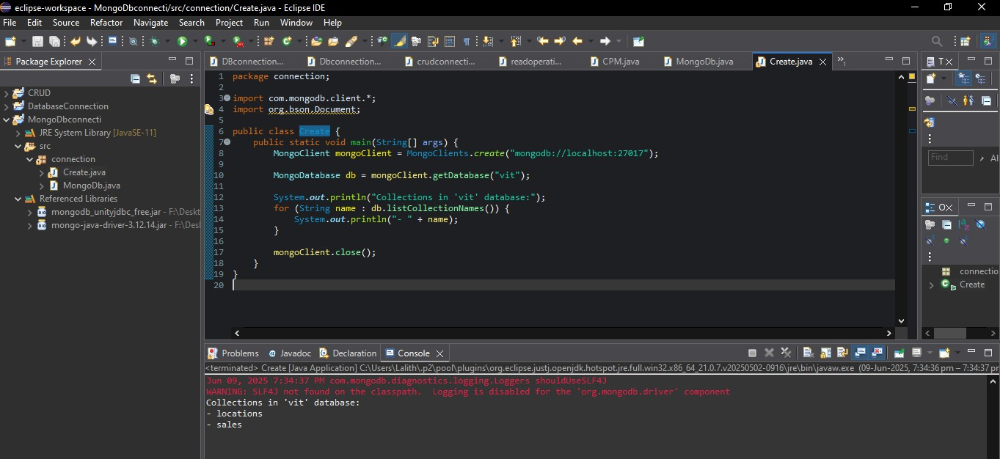 eclipse-workspace - MongoDbconnecti/src/connection/Create.java - Eclipse IDE
File Edit Source Refactor Navigate Search Project Run Window Help
Package Explorer
CRUD
DatabaseConnection
MongoDbconnecti
JRE System Library [JavaSE-11]
src
connection
Create.java
MongoDb.java
Referenced Libraries
mongodb_unityjdbc_free.jar - F:\Deskt
mongo-java-driver-3.12.14.jar - F:\Desl
DBconnection... Dbconnection... crudconnecti... readoperati... CPM.java MongoDb.java Create.java
1 package connection;
2
3 import com.mongodb.client.*;
4 import org.bson.Document;
5
6 public class Create {
7 public static void main(String[] args) {
8 MongoClient mongoClient = MongoClients.create("mongodb://localhost:27017");
9
10 MongoDatabase db = mongoClient.getDatabase("vit");
11
12 System.out.println("Collections in 'vit' database:");
13 for (String name : db.listCollectionNames()) {
14 System.out.println("- " + name);
15 }
16
17 mongoClient.close();
18 }
19 }
20
T
Find
Al
O
connectio
Create
Problems Javadoc Declaration Console
<terminated> Create [Java Application] C:\Users\Lalith\.p2\pool\plugins\org.eclipse.justj.openjdk.hotspot.jre.full.win32.x86_64_21.0.7.v20250502-0916\jre\bin\javaw.exe (09-Jun-2025, 7:34:36 pm – 7:34:37 pr
Jun 09, 2025 7:34:37 PM com.mongodb.diagnostics.logging.Loggers shouldUseSLF4J
WARNING: SLF4J not found on the classpath. Logging is disabled for the 'org.mongodb.driver' component
Collections in 'vit' database:
- locations
- sales